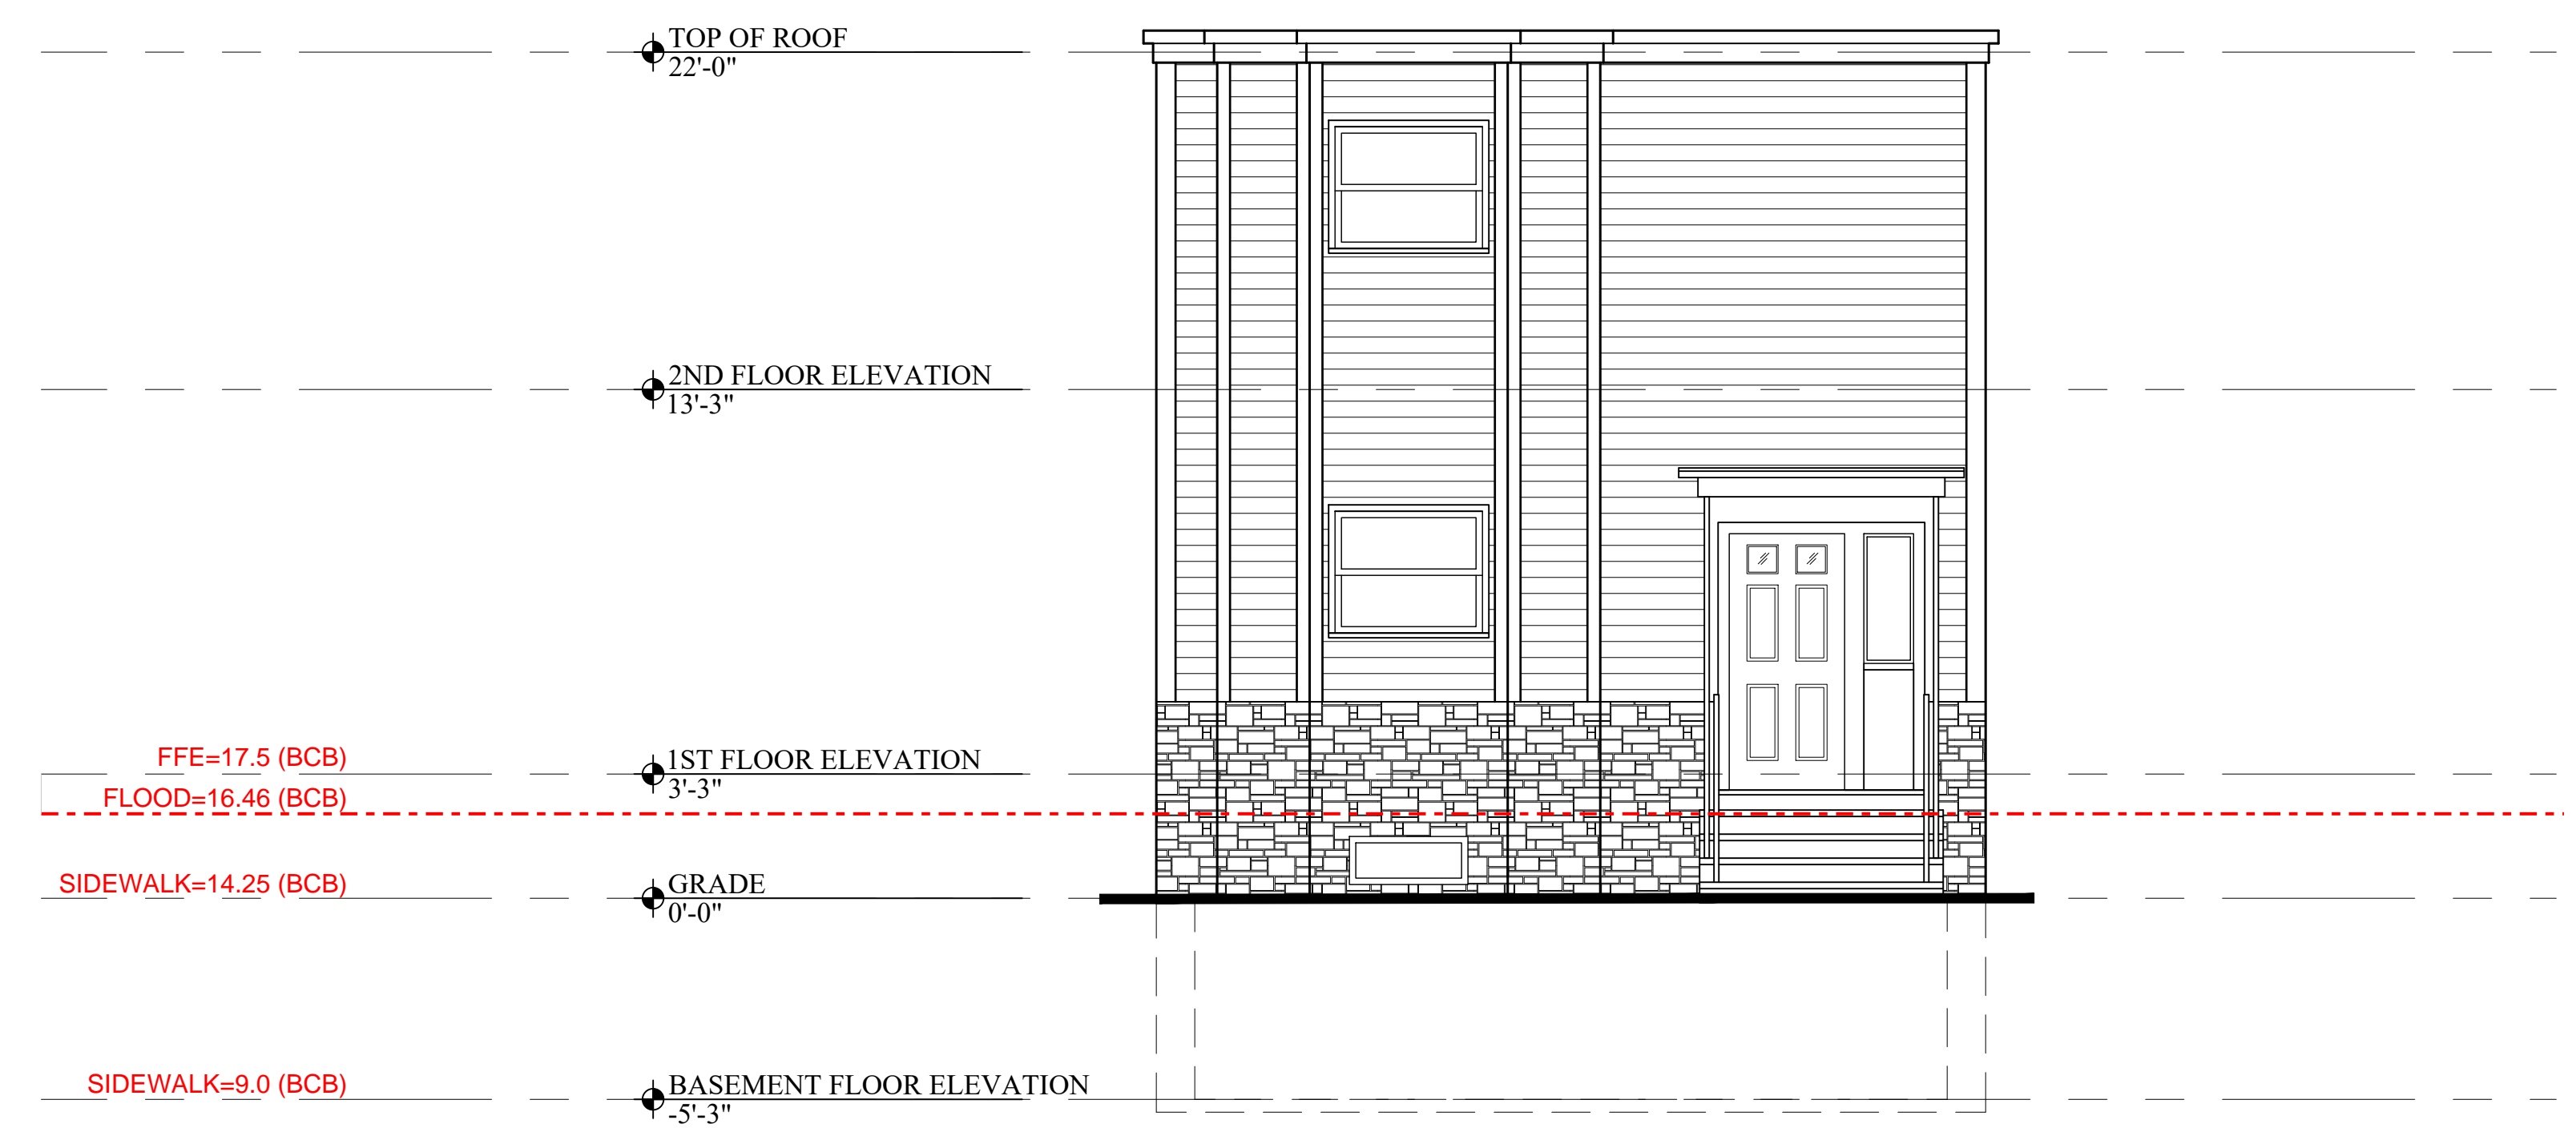 TOP OF ROOF
22'-0"
2ND FLOOR ELEVATION
13'-3"
FFE=17.5 (BCB)
1ST FLOOR ELEVATION
3'-3"
FLOOD=16.46 (BCB)
SIDEWALK=14.25 (BCB)
GRADE
0'-0"
SIDEWALK=9.0 (BCB)
BASEMENT FLOOR ELEVATION
-5'-3"